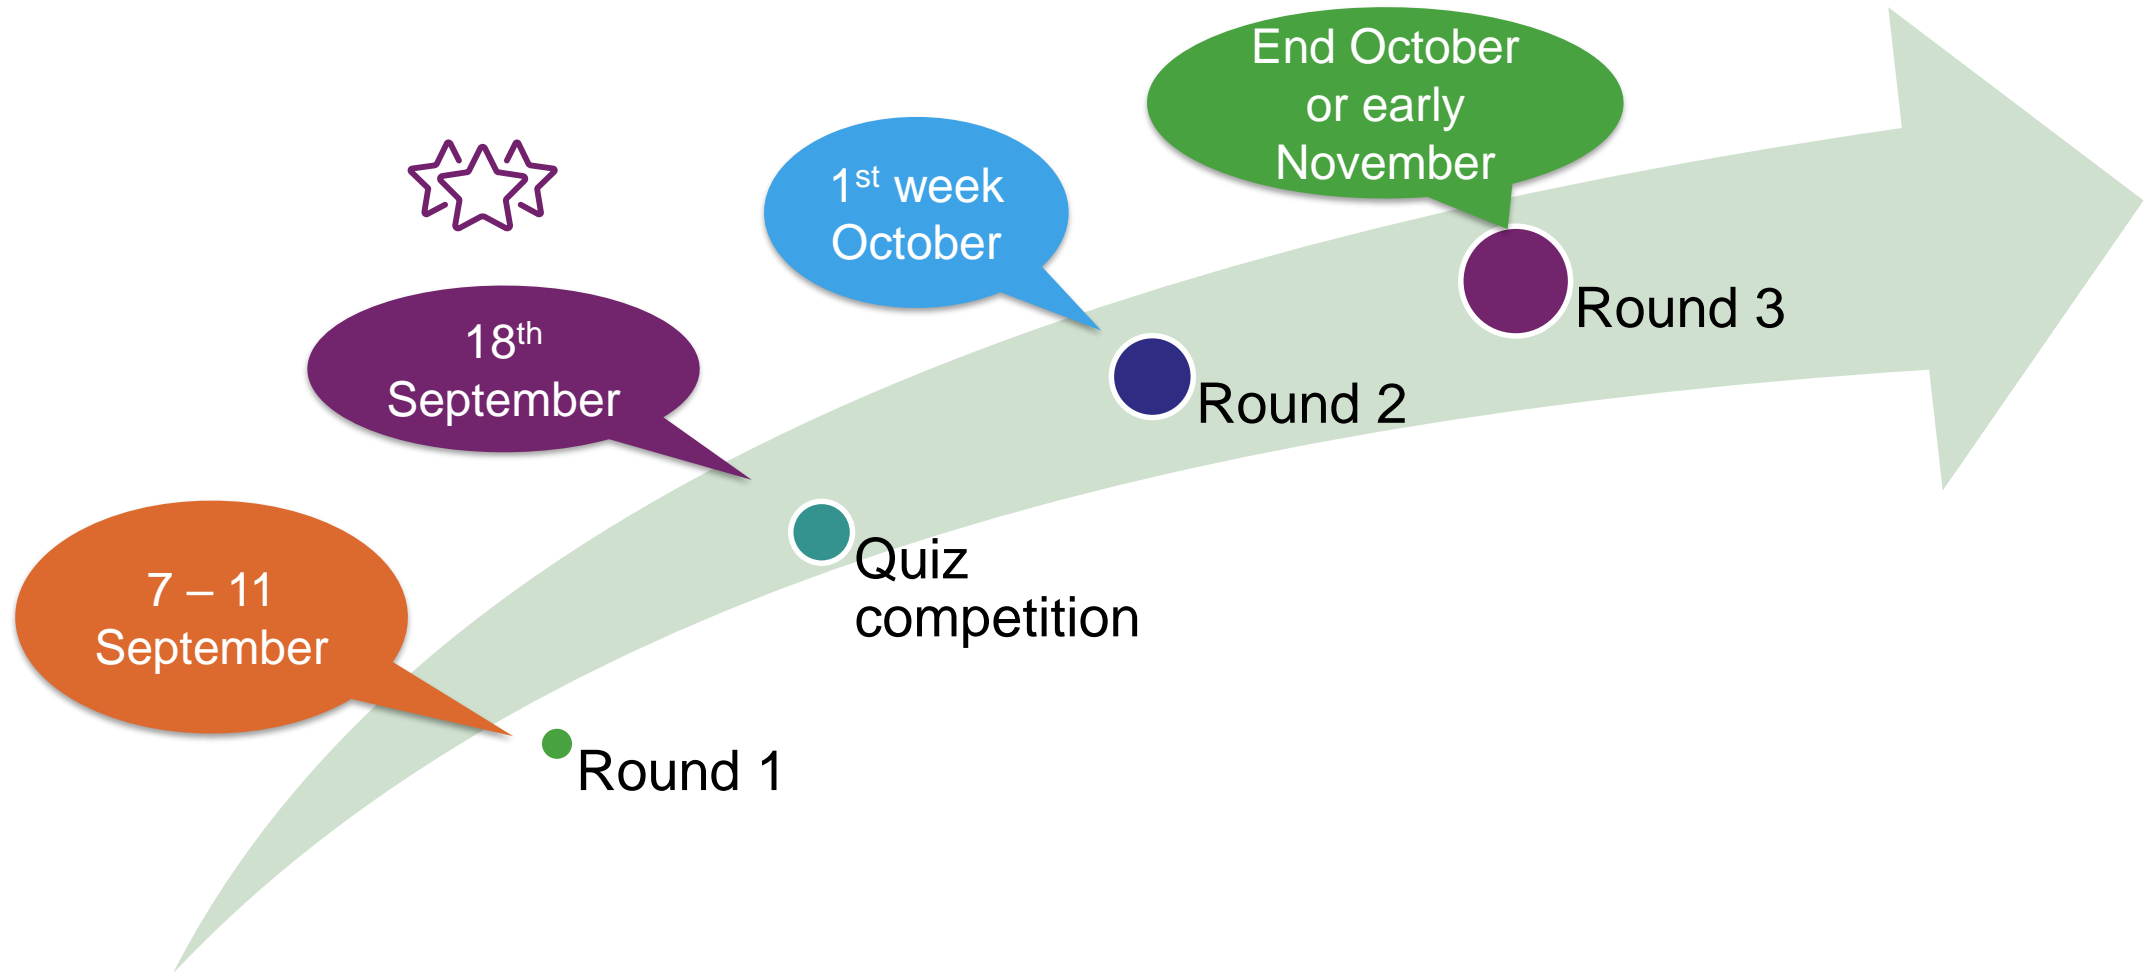 7 – 11
September
Round 1
18th
September
Quiz
competition
1st week
October
Round 2
End October
or early
November
Round 3